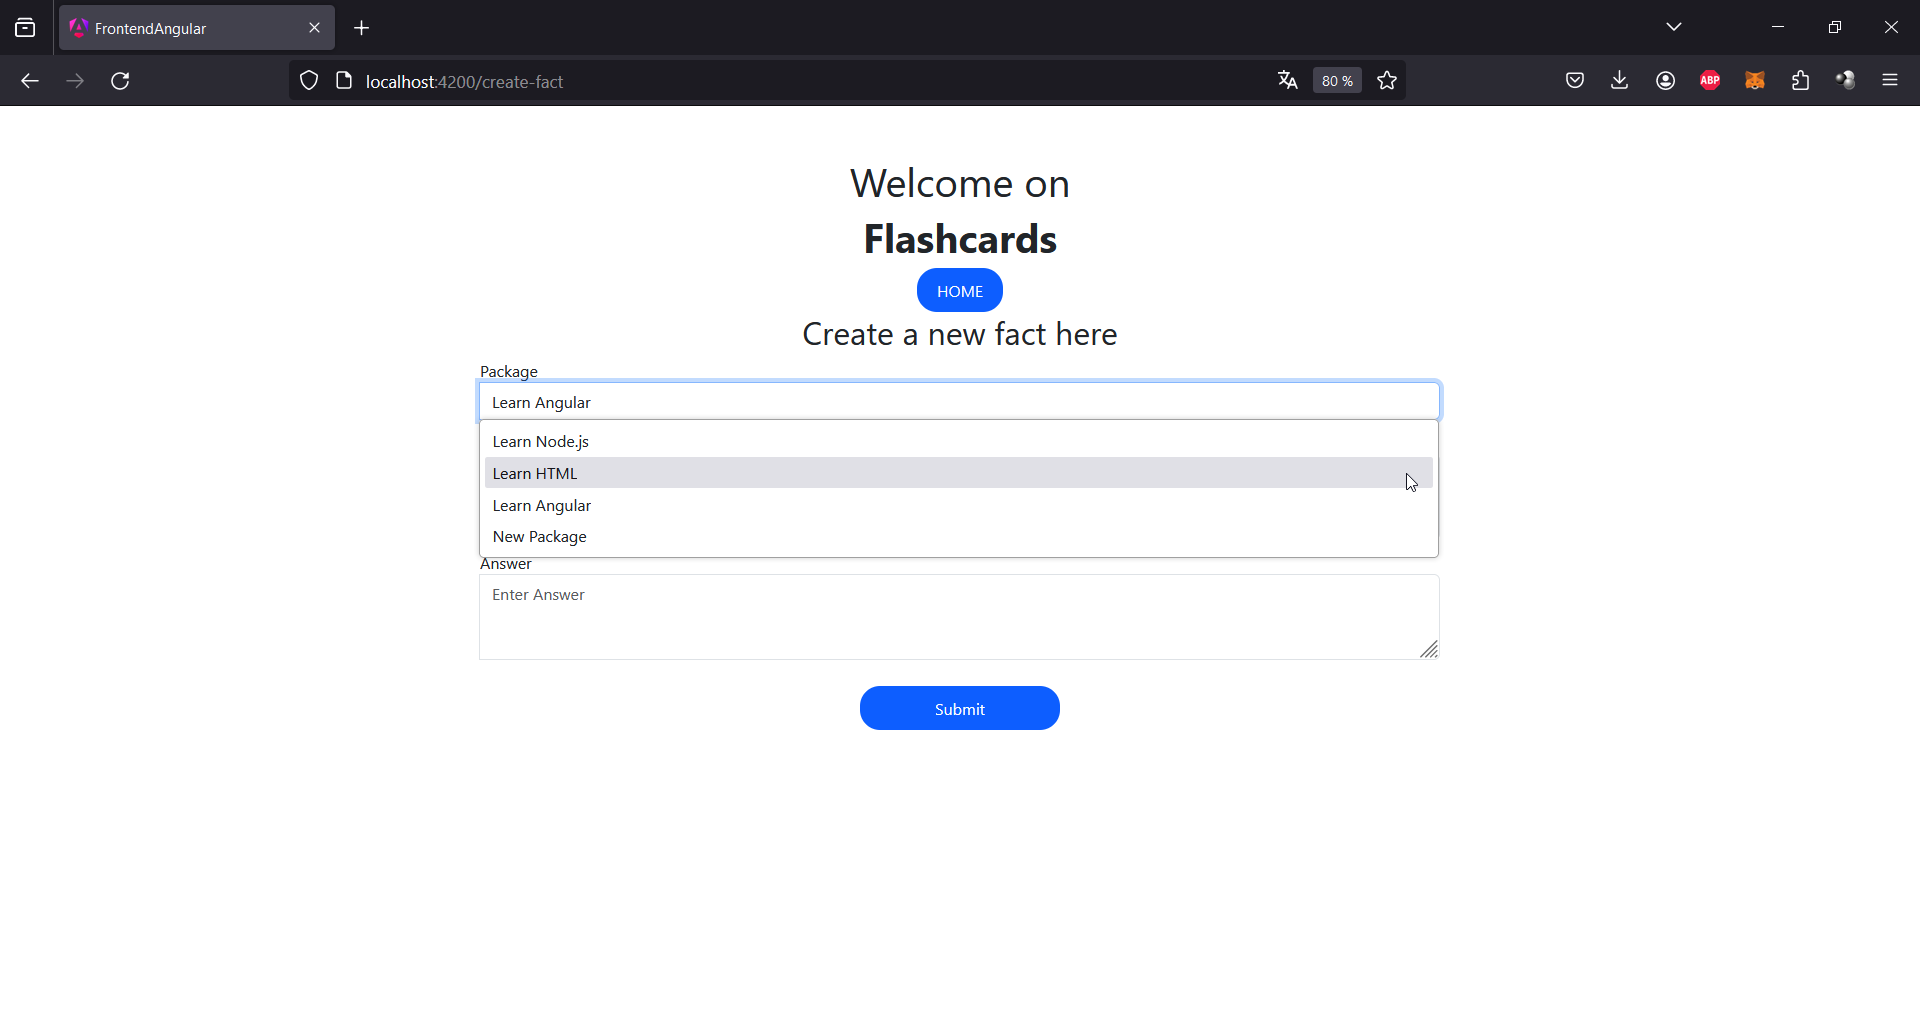 FrontendAngular
localhost:4200/create-fact
80 %
ABP
Welcome on
Flashcards
HOME
Create a new fact here
Package
Learn Angular
Learn Node.js
Learn HTML
Learn Angular
New Package
Answer
Enter Answer
Submit